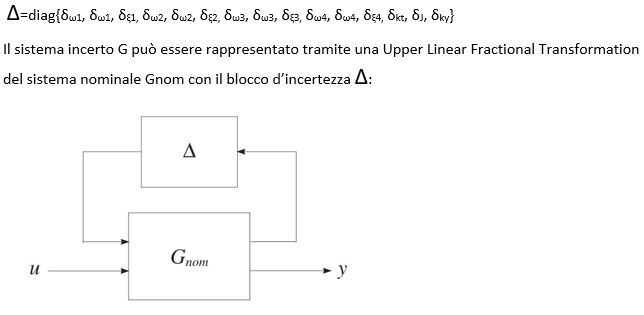 Δ=diag{δω1, δω1, δξ1, δω2, δω2, δξ2, δω3, δω3, δξ3, δω4, δω4, δξ4, δkt, δJ, δky}
Il sistema incerto G può essere rappresentato tramite una Upper Linear Fractional Transformation
del sistema nominale Gnom con il blocco d’incertezza Δ:
Δ
Gnom
u
y